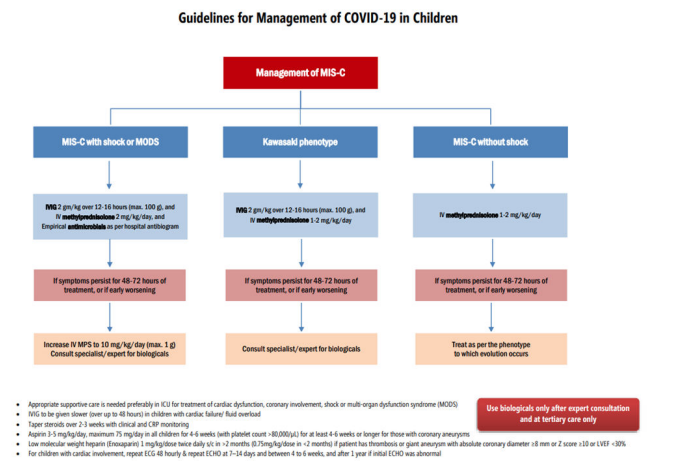 Guidelines for Management of COVID-19 in Children
Management of MIS-C
MIS-C with shock or MODS
Kawasaki phenotype
MIS-C without shock
IVIG 2 gm/kg over 12-16 hours (max. 100 g), and
IV methylprednisolone 2 mg/kg/day, and
Empirical antimicrobials as per hospital antibiogram
IVIG 2 gm/kg over 12-16 hours (max. 100 g), and
IV methylprednisolone 1-2 mg/kg/day
IV methylprednisolone 1-2 mg/kg/day
If symptoms persist for 48-72 hours of
treatment, or if early worsening
If symptoms persist for 48-72 hours of
treatment, or if early worsening
If symptoms persist for 48-72 hours of
treatment, or if early worsening
Increase IV MPS to 10 mg/kg/day (max. 1 g)
Consult specialist/expert for biologicals
Consult specialist/expert for biologicals
Treat as per the phenotype
to which evolution occurs
• Appropriate supportive care is needed preferably in ICU for treatment of cardiac dysfunction, coronary involvement, shock or multi-organ dysfunction syndrome (MODS)
• IVIG to be given slower (over up to 48 hours) in children with cardiac failure/ fluid overload
• Taper steroids over 2-3 weeks with clinical and CRP monitoring
• Aspirin 3-5 mg/kg/day, maximum 75 mg/day in all children for 4-6 weeks (with platelet count >80,000/µL) for at least 4-6 weeks or longer for those with coronary aneurysms
• Low molecular weight heparin (Enoxaparin) 1 mg/kg/dose twice daily s/c in >2 months (0.75mg/kg/dose in <2 months) if patient has thrombosis or giant aneurysm with absolute coronary diameter ≥8 mm or Z score ≥10 or LVEF <30%
• For children with cardiac involvement, repeat ECG 48 hourly & repeat ECHO at 7–14 days and between 4 to 6 weeks, and after 1 year if initial ECHO was abnormal
Use biologicals only after expert consultation
and at tertiary care only